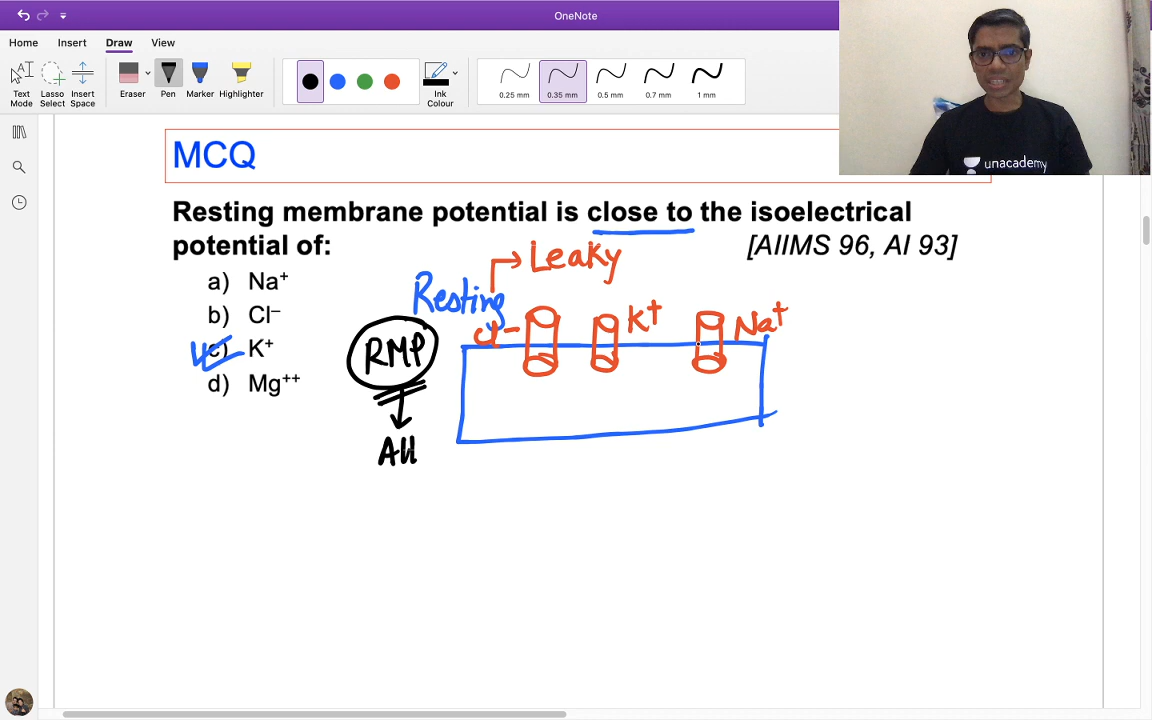 OneNote
Home Insert Draw View
Text Mode
Lasso Select
Insert Space
Eraser
Pen
Marker
Highlighter
Ink Colour
0.25 mm
0.35 mm
0.5 mm
0.7 mm
1 mm
unacademy
MCQ
Resting membrane potential is close to the isoelectrical
potential of: [AIIMS 96, AI 93]
a) Na⁺
b) Cl⁻
c) K⁺
d) Mg⁺⁺
Leaky
Resting
Cl⁻ K⁺ Na⁺
RMP
All